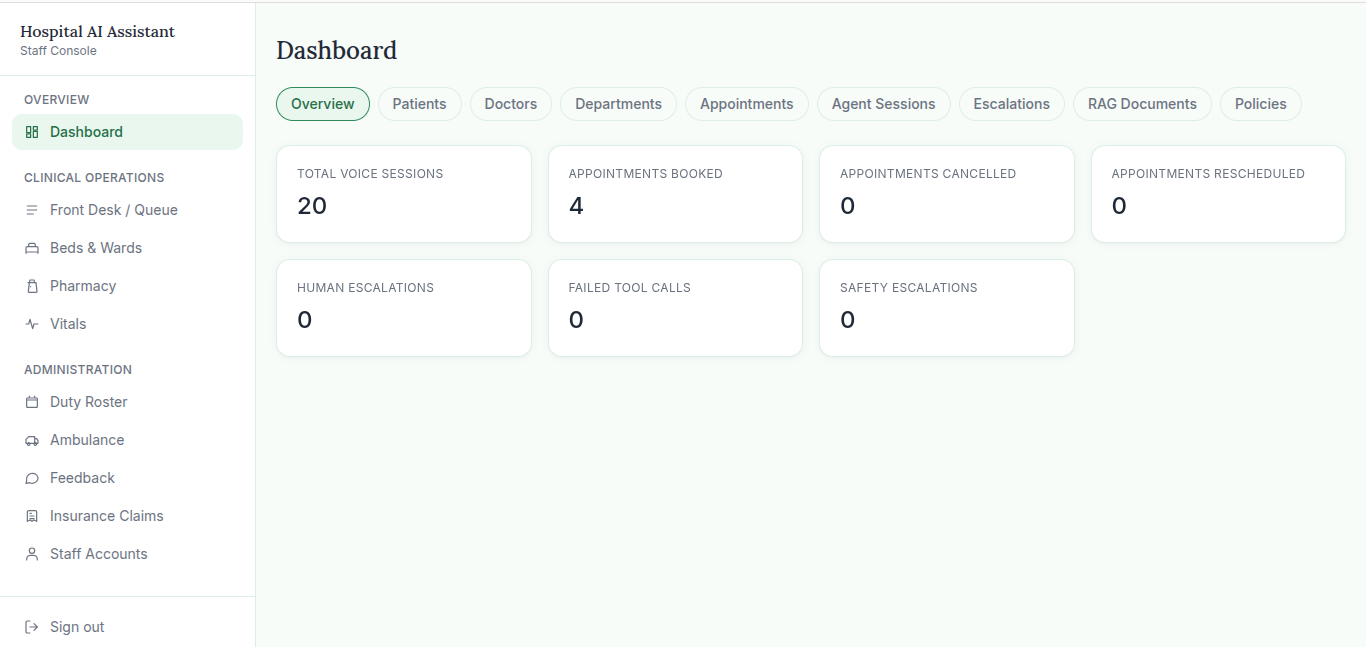 Hospital AI Assistant
Staff Console
OVERVIEW
Dashboard
CLINICAL OPERATIONS
Front Desk / Queue
Beds & Wards
Pharmacy
Vitals
ADMINISTRATION
Duty Roster
Ambulance
Feedback
Insurance Claims
Staff Accounts
Sign out
Dashboard
Overview Patients Doctors Departments Appointments Agent Sessions Escalations RAG Documents Policies
TOTAL VOICE SESSIONS
20
APPOINTMENTS BOOKED
4
APPOINTMENTS CANCELLED
0
APPOINTMENTS RESCHEDULED
0
HUMAN ESCALATIONS
0
FAILED TOOL CALLS
0
SAFETY ESCALATIONS
0